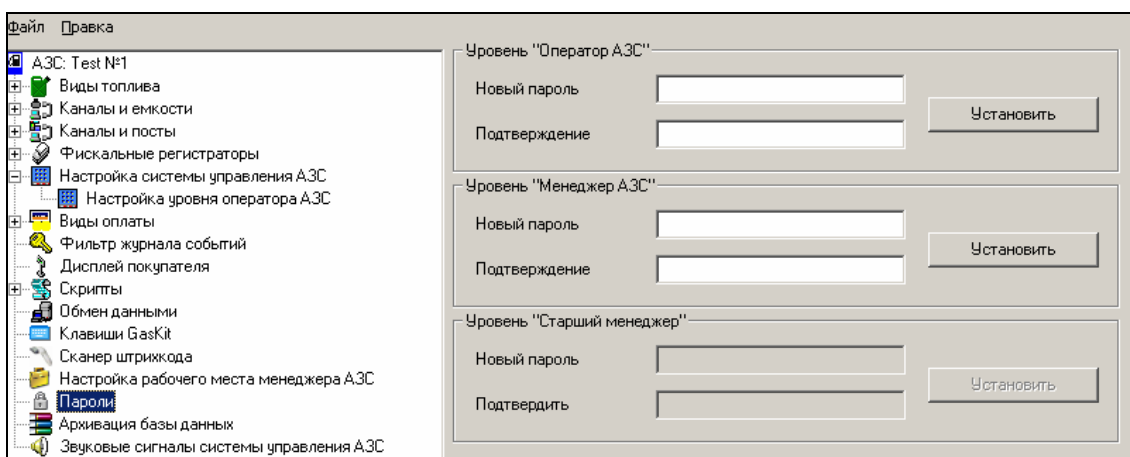 Файл Правка
АЗС: Test №1
Виды топлива
Каналы и емкости
Каналы и посты
Фискальные регистраторы
Настройка системы управления АЗС
Настройка уровня оператора АЗС
Виды оплаты
Фильтр журнала событий
Дисплей покупателя
Скрипты
Обмен данными
Клавиши GasKit
Сканер штрихкода
Настройка рабочего места менеджера АЗС
Пароли
Архивация базы данных
Звуковые сигналы системы управления АЗС
Уровень "Оператор АЗС"
Новый пароль
Подтверждение
Установить
Уровень "Менеджер АЗС"
Новый пароль
Подтверждение
Установить
Уровень "Старший менеджер"
Новый пароль
Подтвердить
Установить